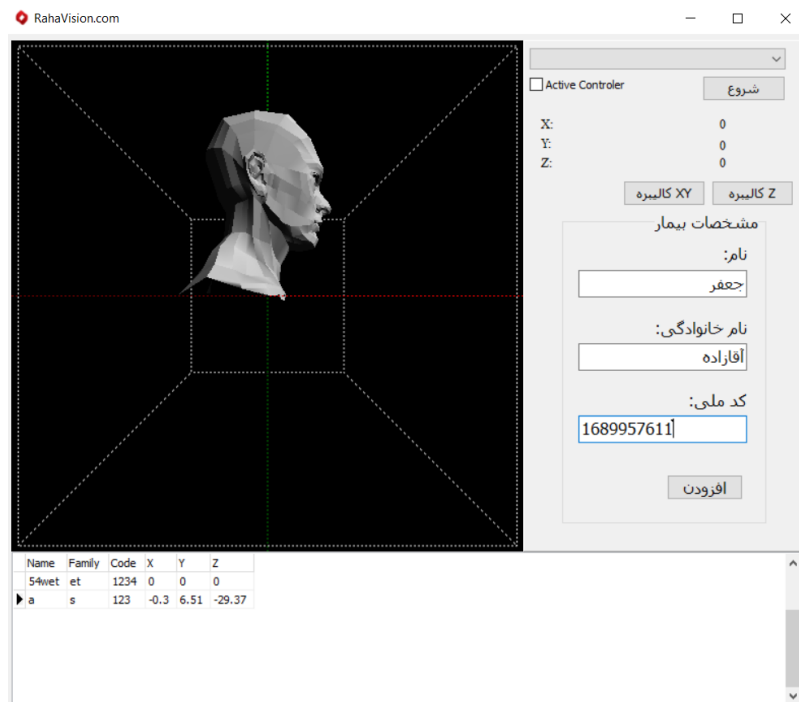 RahaVision.com
Active Controler
شروع
X: 0
Y: 0
Z: 0
کالیبره XY
کالیبره Z
مشخصات بیمار
نام:
جعفر
نام خانوادگی:
آقازاده
کد ملی:
1689957611
افزودن
Name Family Code X Y Z
54wet et 1234 0 0 0
a s 123 -0.3 6.51 -29.37